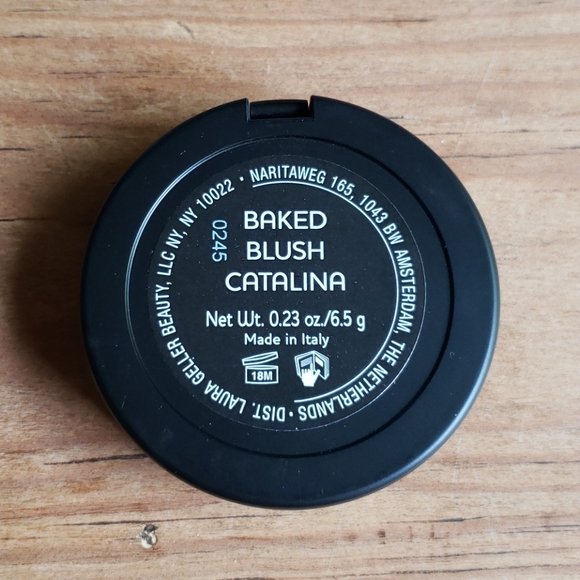 BAKED
BLUSH
CATALINA
Net Wt. 0.23 oz./6.5 g
Made in Italy
18M
0245
DIST. LAURA GELLER BEAUTY, LLC NY, NY 10022 · NARITAWEG 165, 1043 BW AMSTERDAM, THE NETHERLANDS ·